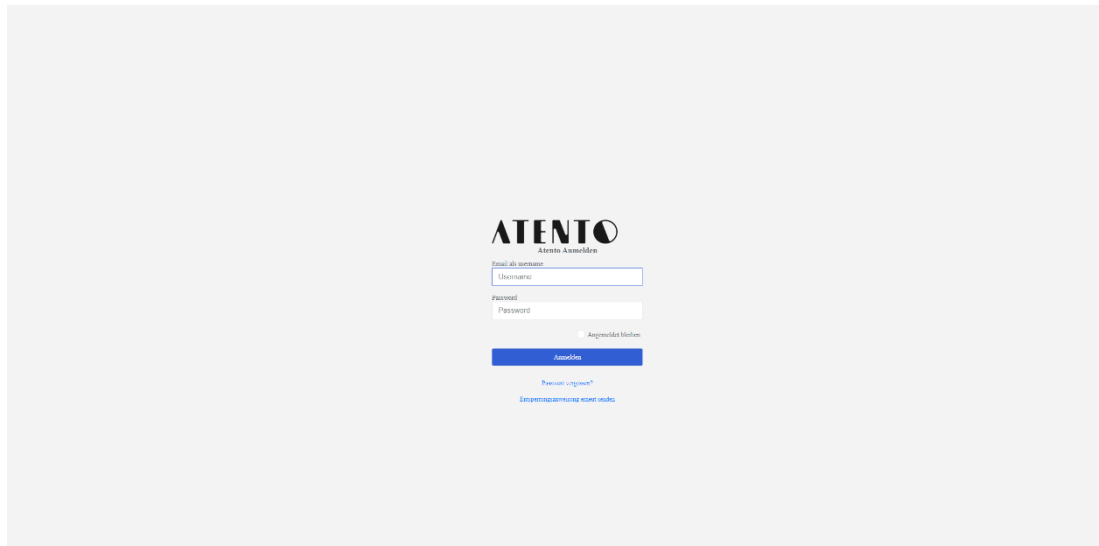 ATENTO
Atento Anmelden
Email als username
Username
Password
Password
Angemeldet bleiben
Anmelden
Passwort vergessen?
Entsperrungsanweisung erneut senden